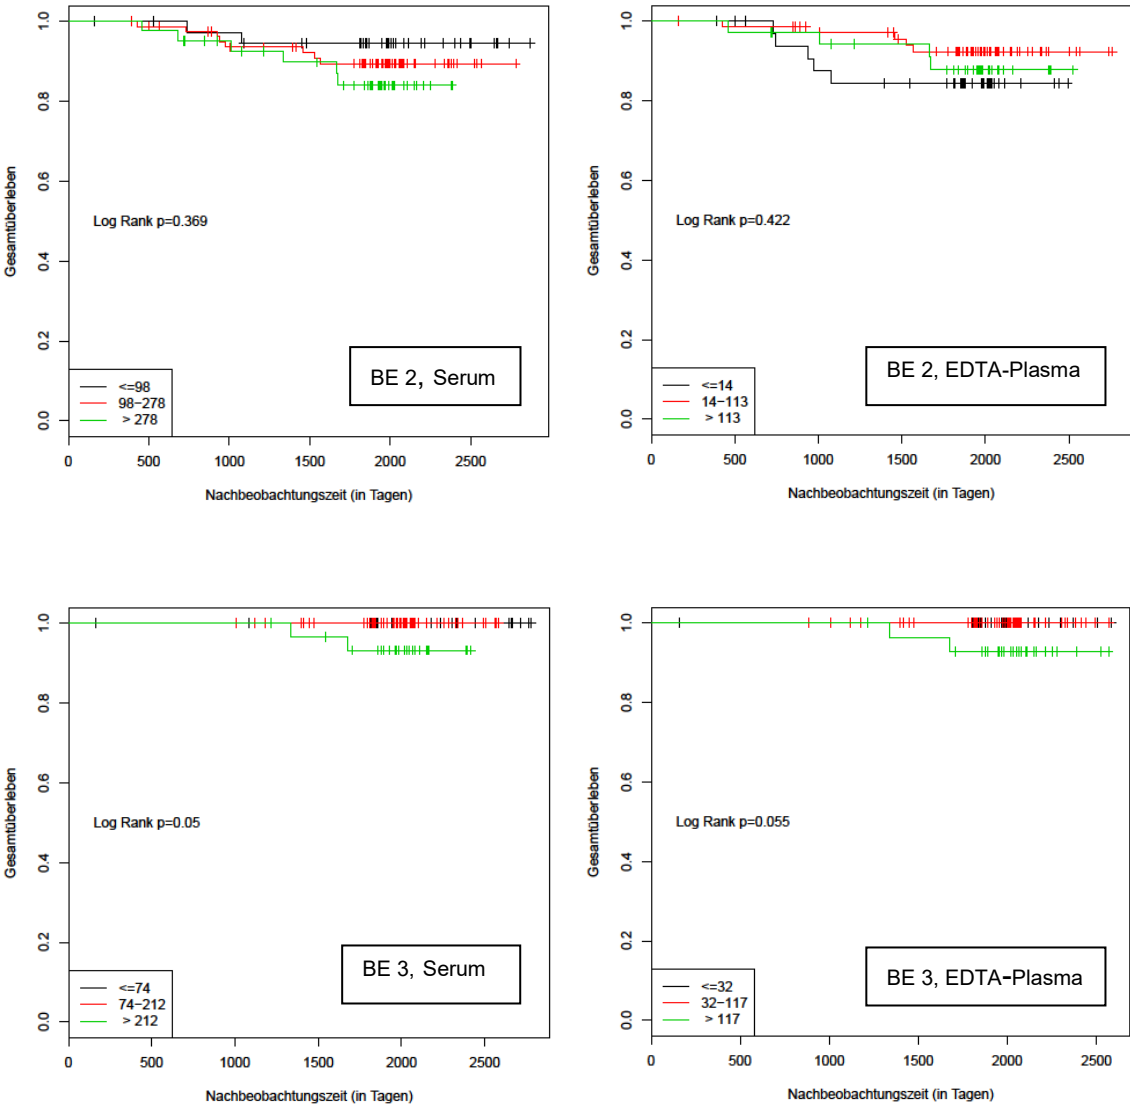 Gesamtüberleben
1.0
0.8
0.6
0.4
0.2
0.0
Log Rank p=0.369
BE 2, Serum
<=98
98−278
> 278
0 500 1000 1500 2000 2500
Nachbeobachtungszeit (in Tagen)
Gesamtüberleben
1.0
0.8
0.6
0.4
0.2
0.0
Log Rank p=0.422
BE 2, EDTA-Plasma
<=14
14−113
> 113
0 500 1000 1500 2000 2500
Nachbeobachtungszeit (in Tagen)
Gesamtüberleben
1.0
0.8
0.6
0.4
0.2
0.0
Log Rank p=0.05
BE 3, Serum
<=74
74−212
> 212
0 500 1000 1500 2000 2500
Nachbeobachtungszeit (in Tagen)
Gesamtüberleben
1.0
0.8
0.6
0.4
0.2
0.0
Log Rank p=0.055
BE 3, EDTA-Plasma
<=32
32−117
> 117
0 500 1000 1500 2000 2500
Nachbeobachtungszeit (in Tagen)